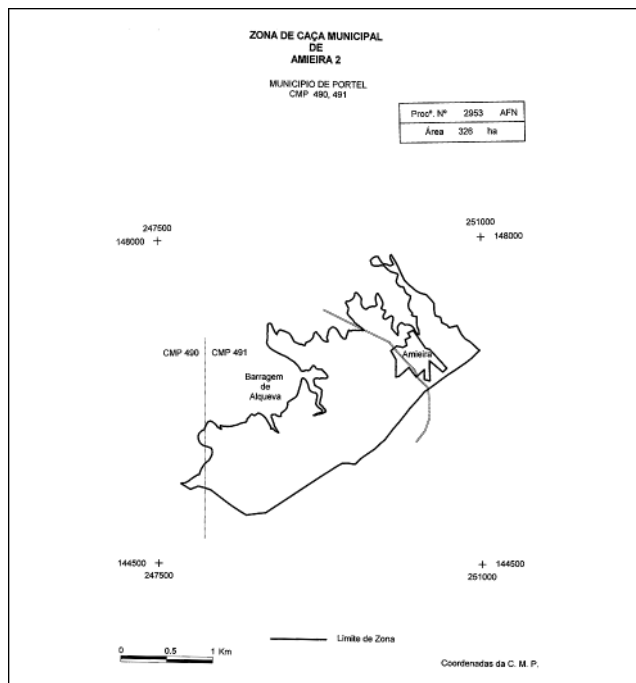 ZONA DE CAÇA MUNICIPAL
DE
AMIEIRA 2
MUNICIPIO DE PORTEL
CMP 490, 491
Procº. Nº 2953 AFN
Área 326 ha
247500
148000
251000
148000
CMP 490
CMP 491
Amieira
Barragem
de
Alqueva
144500
247500
144500
251000
0 0.5 1 Km
Limite de Zona
Coordenadas da C. M. P.